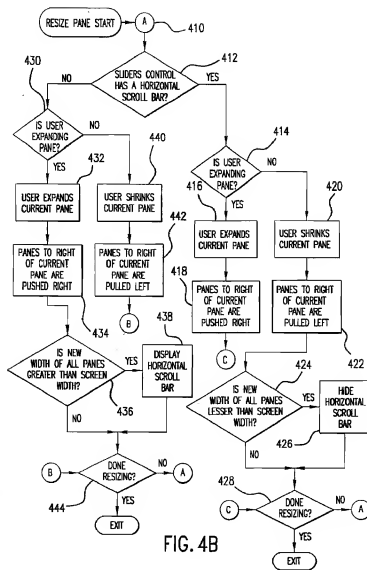 RESIZE PANE START
A
410
412
SLIDERS CONTROL
HAS A HORIZONTAL
SCROLL BAR?
NO
YES
430
IS USER
EXPANDING
PANE?
NO
YES
432
USER EXPANDS
CURRENT PANE
440
USER SHRINKS
CURRENT PANE
PANES TO RIGHT
OF CURRENT
PANE ARE
PUSHED RIGHT
434
442
PANES TO RIGHT
OF CURRENT
PANE ARE
PULLED LEFT
B
414
IS USER
EXPANDING
PANE?
NO
YES
416
USER EXPANDS
CURRENT PANE
420
USER SHRINKS
CURRENT PANE
418
PANES TO RIGHT
OF CURRENT
PANE ARE
PUSHED RIGHT
C
PANES TO RIGHT
OF CURRENT
PANE ARE
PULLED LEFT
422
438
IS NEW
WIDTH OF ALL PANES
GREATER THAN SCREEN
WIDTH?
YES
NO
436
DISPLAY
HORIZONTAL
SCROLL
BAR
424
IS NEW
WIDTH OF ALL PANES
LESSER THAN SCREEN
WIDTH?
YES
NO
HIDE
HORIZONTAL
SCROLL
BAR
426
B
DONE
RESIZING?
NO
A
444
YES
EXIT
428
C
DONE
RESIZING?
NO
A
YES
EXIT
FIG. 4B